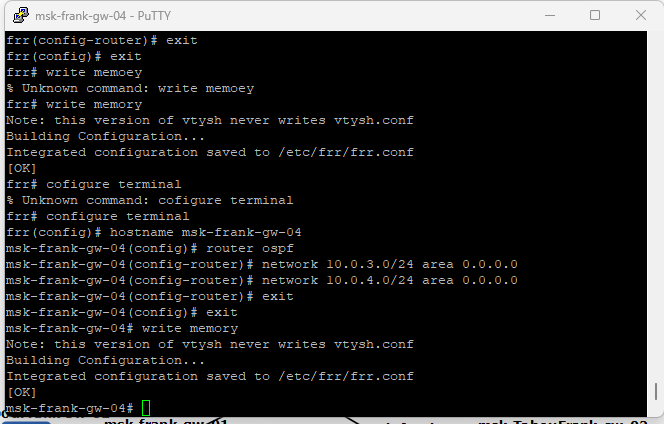 msk-frank-gw-04 - PuTTY
frr(config-router)# exit
frr(config)# exit
frr# write memoey
% Unknown command: write memoey
frr# write memory
Note: this version of vtysh never writes vtysh.conf
Building Configuration...
Integrated configuration saved to /etc/frr/frr.conf
[OK]
frr# cofigure terminal
% Unknown command: cofigure terminal
frr# configure terminal
frr(config)# hostname msk-frank-gw-04
msk-frank-gw-04(config)# router ospf
msk-frank-gw-04(config-router)# network 10.0.3.0/24 area 0.0.0.0
msk-frank-gw-04(config-router)# network 10.0.4.0/24 area 0.0.0.0
msk-frank-gw-04(config-router)# exit
msk-frank-gw-04(config)# exit
msk-frank-gw-04# write memory
Note: this version of vtysh never writes vtysh.conf
Building Configuration...
Integrated configuration saved to /etc/frr/frr.conf
[OK]
msk-frank-gw-04#
msk-frank-gw-01